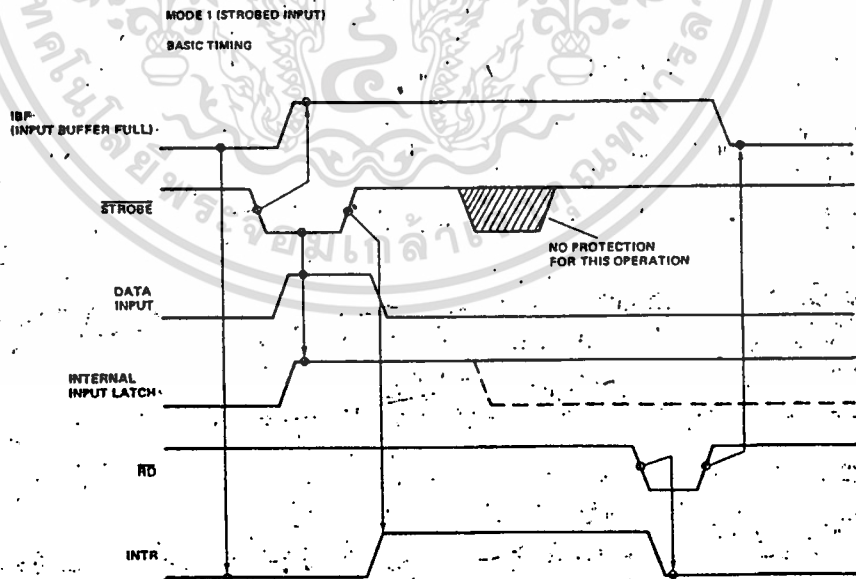 MODE 1 (STROBED INPUT)
BASIC TIMING
IBF
(INPUT BUFFER FULL)
STROBE
NO PROTECTION
FOR THIS OPERATION
DATA
INPUT
INTERNAL
INPUT LATCH
RD
INTR